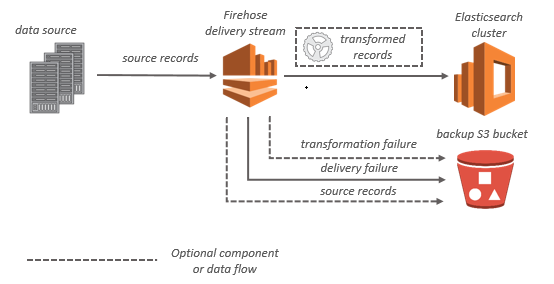 data source
source records
Firehose
delivery stream
transformed
records
Elasticsearch
cluster
backup S3 bucket
transformation failure
delivery failure
source records
Optional component
or data flow